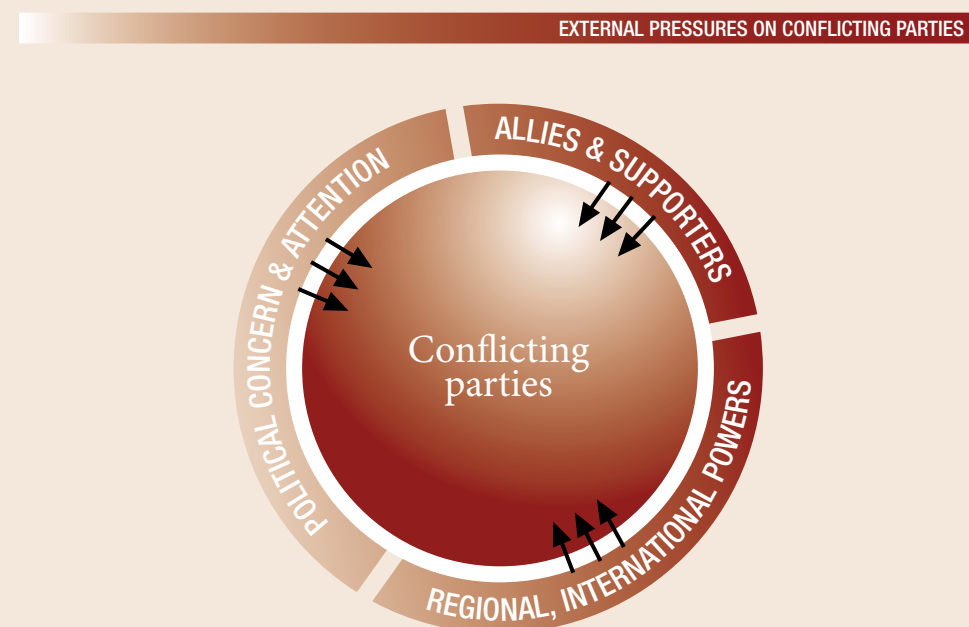 EXTERNAL PRESSURES ON CONFLICTING PARTIES
POLITICAL CONCERN & ATTENTION
ALLIES & SUPPORTERS
Conflicting
parties
REGIONAL, INTERNATIONAL POWERS